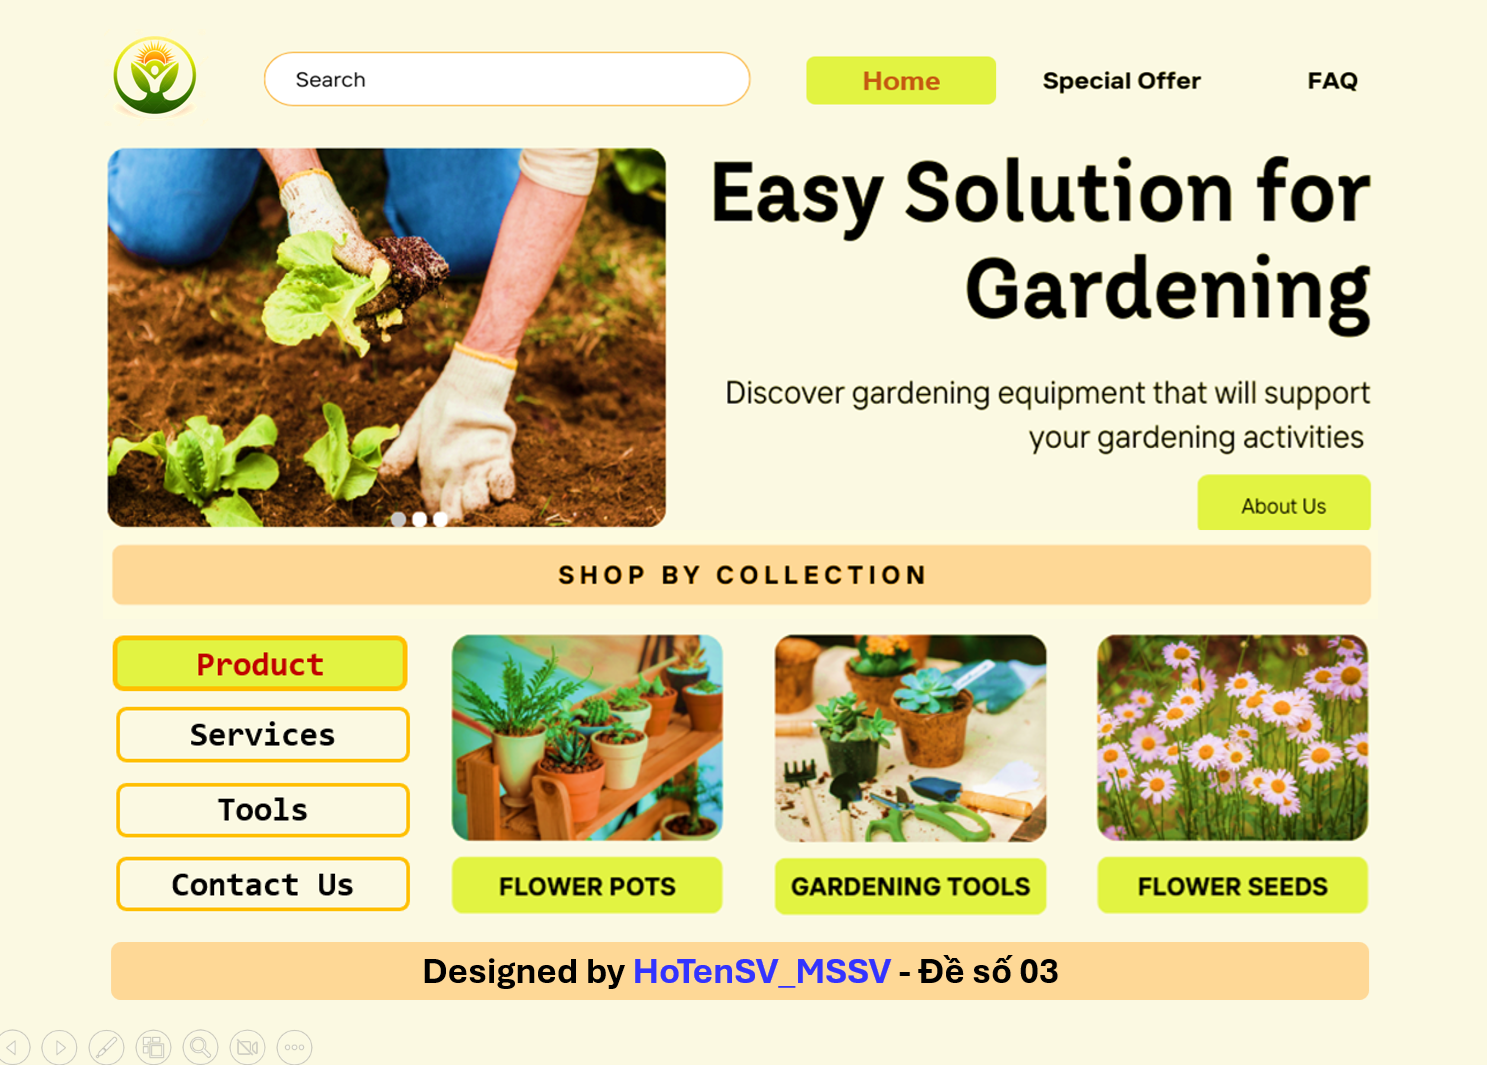 Search
Home
Special Offer
FAQ
Easy Solution for
Gardening
Discover gardening equipment that will support
your gardening activities
About Us
SHOP BY COLLECTION
Product
Services
Tools
Contact Us
FLOWER POTS
GARDENING TOOLS
FLOWER SEEDS
Designed by HoTenSV_MSSV - Đề số 03